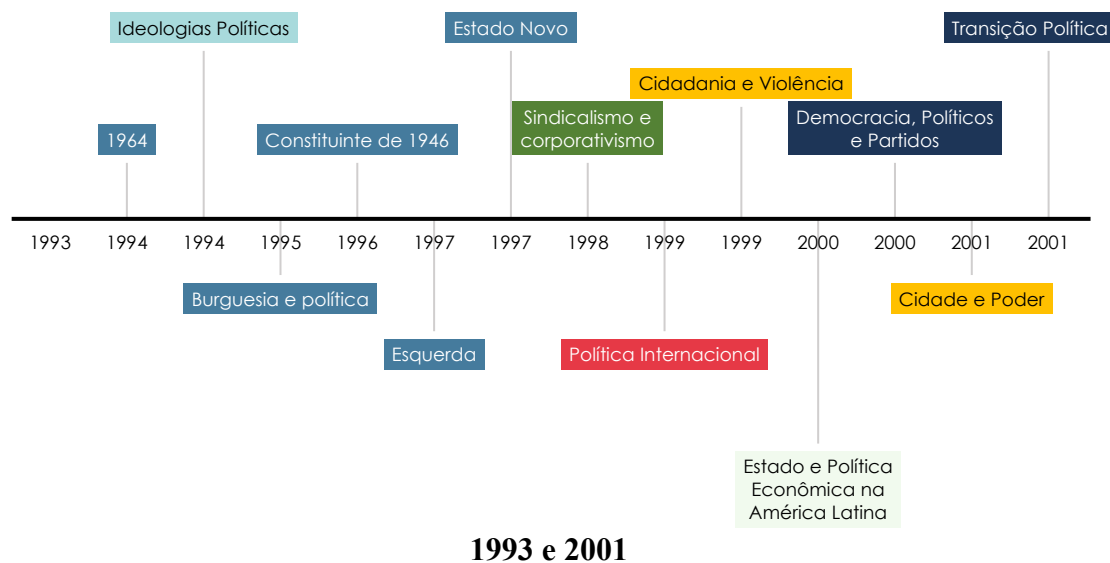 Ideologias Políticas
Estado Novo
Transição Política
Cidadania e Violência
1964
Constituinte de 1946
Sindicalismo e
corporativismo
Democracia, Políticos
e Partidos
1993 1994 1994 1995 1996 1997 1997 1998 1999 1999 2000 2000 2001 2001
Burguesia e política
Cidade e Poder
Esquerda
Política Internacional
Estado e Política
Econômica na
América Latina
1993 e 2001